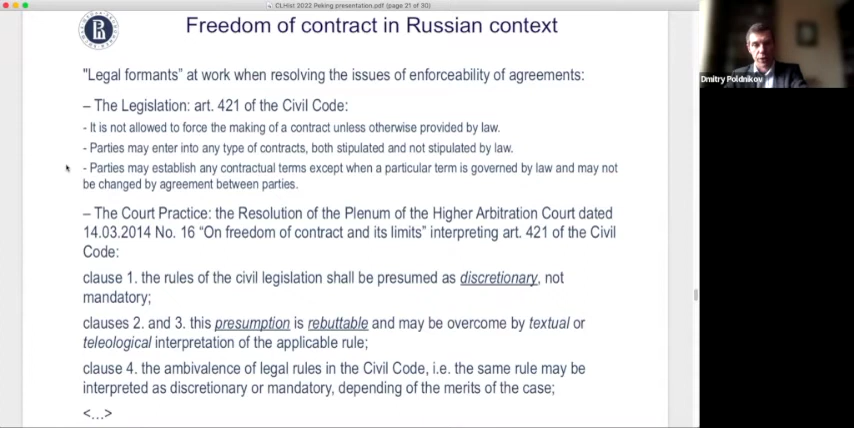 CLHist 2022 Peking presentation.pdf (page 21 of 30)
Freedom of contract in Russian context
"Legal formants" at work when resolving the issues of enforceability of agreements:
– The Legislation: art. 421 of the Civil Code:
- It is not allowed to force the making of a contract unless otherwise provided by law.
- Parties may enter into any type of contracts, both stipulated and not stipulated by law.
- Parties may establish any contractual terms except when a particular term is governed by law and may not
be changed by agreement between parties.
– The Court Practice: the Resolution of the Plenum of the Higher Arbitration Court dated
14.03.2014 No. 16 “On freedom of contract and its limits” interpreting art. 421 of the Civil
Code:
clause 1. the rules of the civil legislation shall be presumed as discretionary, not
mandatory;
clauses 2. and 3. this presumption is rebuttable and may be overcome by textual or
teleological interpretation of the applicable rule;
clause 4. the ambivalence of legal rules in the Civil Code, i.e. the same rule may be
interpreted as discretionary or mandatory, depending of the merits of the case;
<...>
Dmitry Poldnikov